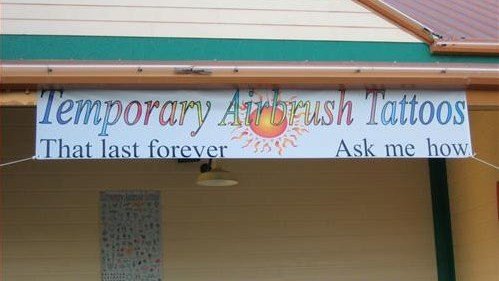 Temporary Airbrush Tattoos
That last forever Ask me how